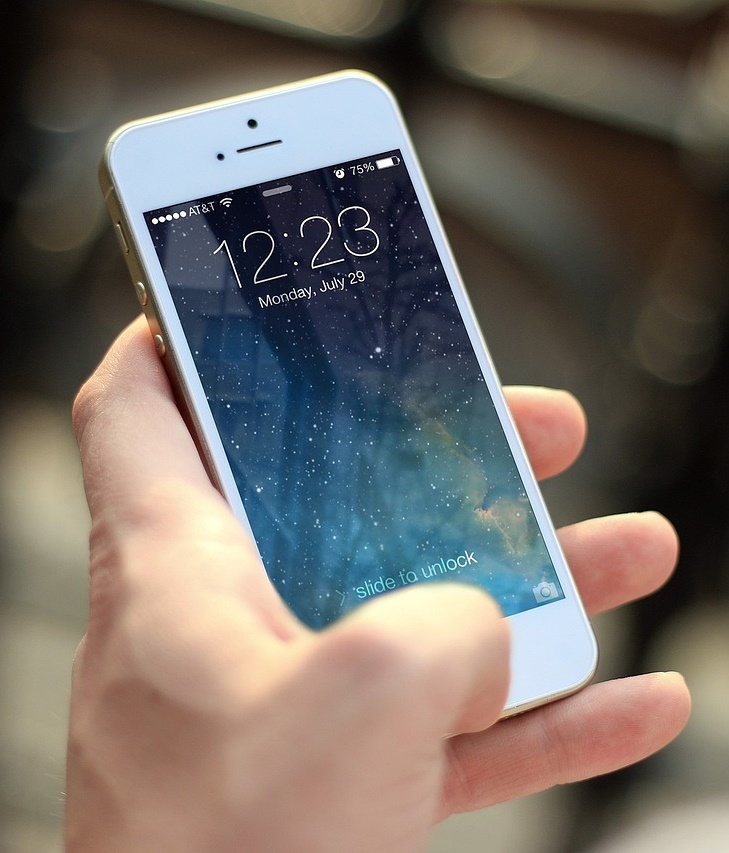 AT&T 75%
12:23
Monday, July 29
slide to unlock